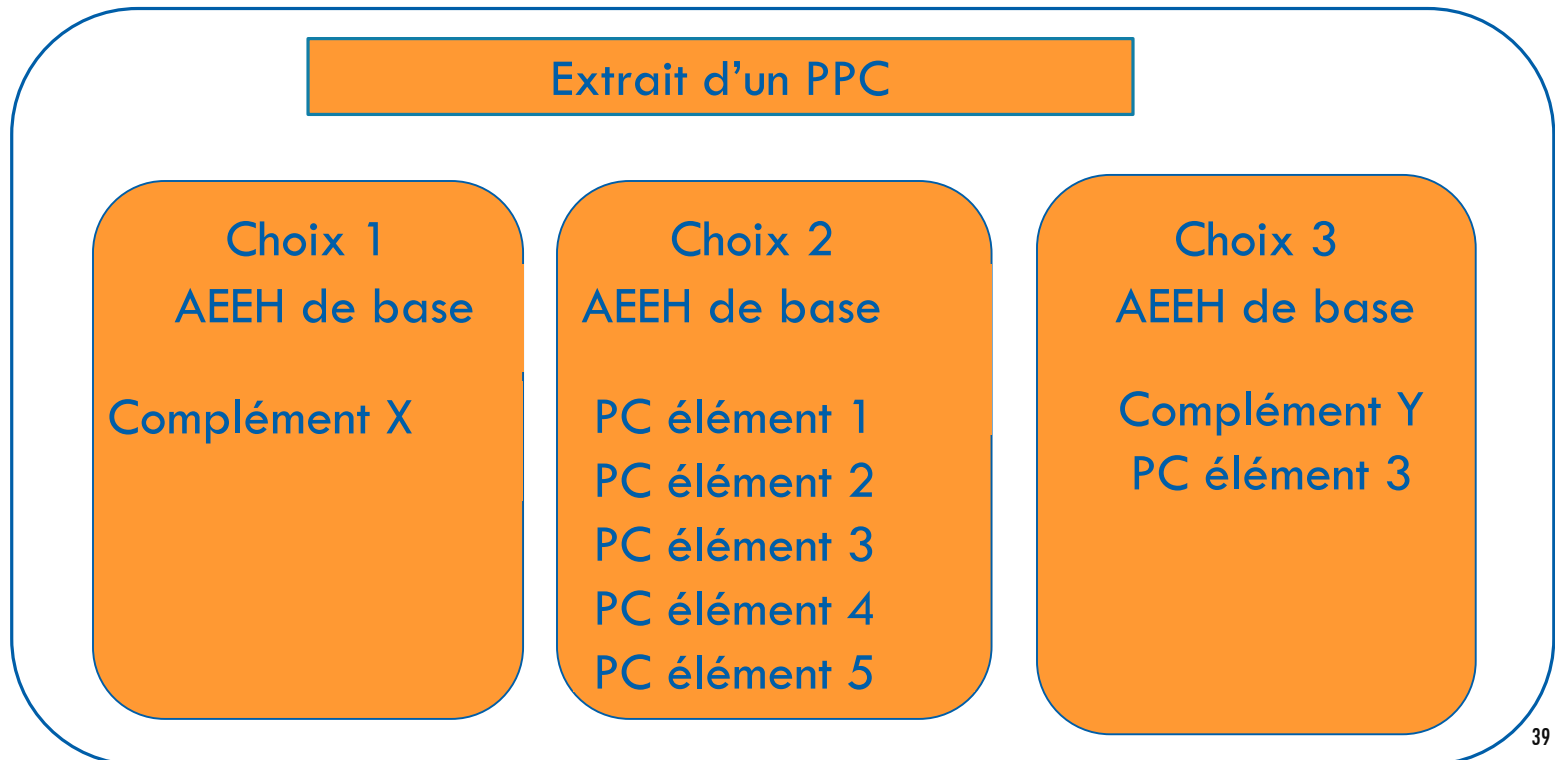 Extrait d’un PPC
Choix 1
AEEH de base
Complément X
Choix 2
AEEH de base
PC élément 1
PC élément 2
PC élément 3
PC élément 4
PC élément 5
Choix 3
AEEH de base
Complément Y
PC élément 3
39